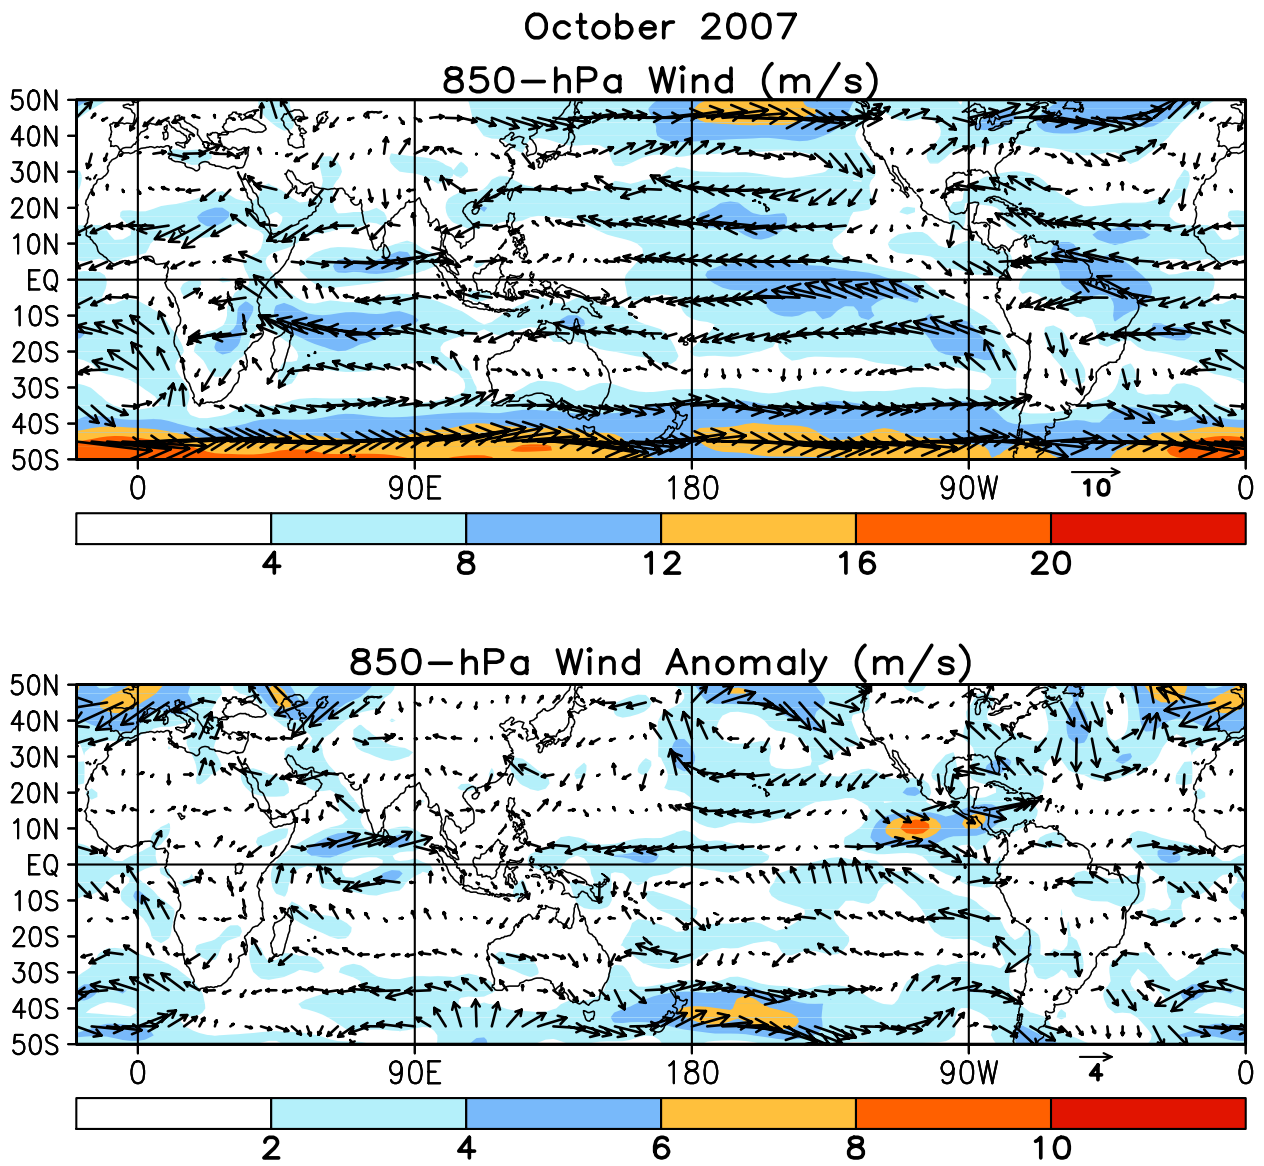 October 2007
850-hPa Wind (m/s)
50N
40N
30N
20N
10N
EQ
10S
20S
30S
40S
50S
0 90E 180 90W 0
10
4 8 12 16 20
850-hPa Wind Anomaly (m/s)
50N
40N
30N
20N
10N
EQ
10S
20S
30S
40S
50S
0 90E 180 90W 0
4
2 4 6 8 10